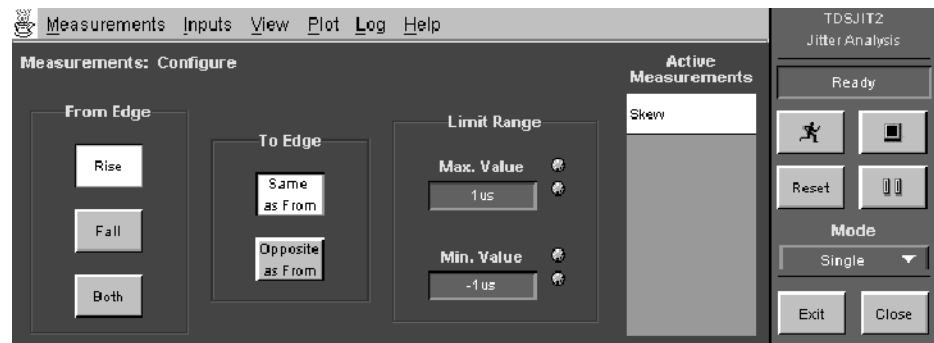 Measurements Inputs View Plot Log Help
Measurements: Configure
From Edge
Rise
Fall
Both
To Edge
Same
as From
Opposite
as From
Limit Range
Max. Value
1us
Min. Value
-1us
Active
Measurements
Skew
TDSJIT2
Jitter Analysis
Ready
Reset
Mode
Single
Exit
Close